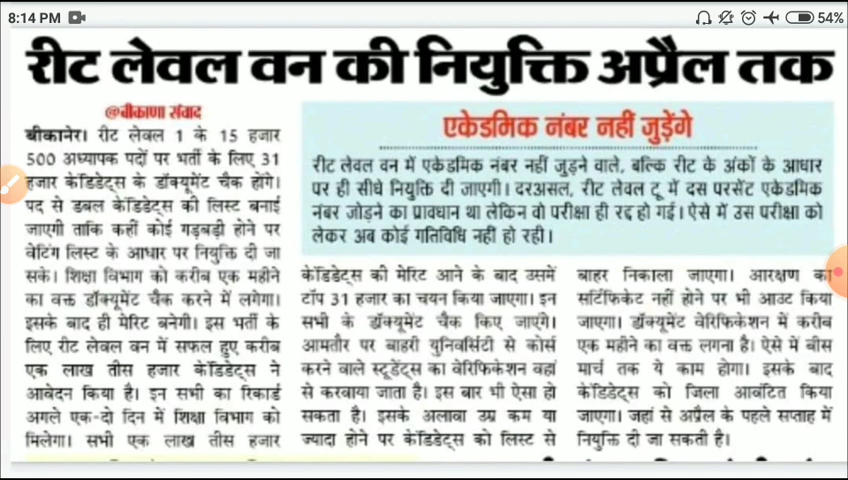 8:14 PM
54%
रीट लेवल वन की नियुक्ति अप्रैल तक
@बीकाणा संवाद
बीकानेर। रीट लेवल 1 के 15 हजार
500 अध्यापक पदों पर भर्ती के लिए 31
हजार केंडिडेट्स के डॉक्यूमेंट चैक होंगे।
पद से डबल केंडिडेट्स की लिस्ट बनाई
जाएगी ताकि कहीं कोई गड़बड़ी होने पर
वेटिंग लिस्ट के आधार पर नियुक्ति दी जा
सके। शिक्षा विभाग को करीब एक महीने
का वक्त डॉक्यूमेंट चैक करने में लगेगा।
इसके बाद ही मेरिट बनेगी। इस भर्ती के
लिए रीट लेवल वन में सफल हुए करीब
एक लाख तीस हजार केंडिडेट्स ने
आवेदन किया है। इन सभी का रिकार्ड
अगले एक-दो दिन में शिक्षा विभाग को
मिलेगा। सभी एक लाख तीस हजार
एकेडमिक नंबर नहीं जुड़ेंगे
रीट लेवल वन में एकेडमिक नंबर नहीं जुड़ने वाले, बल्कि रीट के अंकों के आधार
पर ही सीधे नियुक्ति दी जाएगी। दरअसल, रीट लेवल टू में दस परसेंट एकेडमिक
नंबर जोड़ने का प्रावधान था लेकिन वो परीक्षा ही रद्द हो गई। ऐसे में उस परीक्षा को
लेकर अब कोई गतिविधि नहीं हो रही।
केंडिडेट्स की मेरिट आने के बाद उसमें
टॉप 31 हजार का चयन किया जाएगा। इन
सभी के डॉक्यूमेंट चैक किए जाएंगे।
आमतौर पर बाहरी युनिवर्सिटी से कोर्स
करने वाले स्टूडेंट्स का वेरिफिकेशन वहां
से करवाया जाता है। इस बार भी ऐसा हो
सकता है। इसके अलावा उम्र कम या
ज्यादा होने पर केंडिडेट्स को लिस्ट से
बाहर निकाला जाएगा। आरक्षण का
सर्टिफिकेट नहीं होने पर भी आउट किया
जाएगा। डॉक्यूमेंट वेरिफिकेशन में करीब
एक महीने का वक्त लगना है। ऐसे में बीस
मार्च तक ये काम होगा। इसके बाद
केंडिडेट्स को जिला आवंटित किया
जाएगा। जहां से अप्रैल के पहले सप्ताह में
नियुक्ति दी जा सकती है।